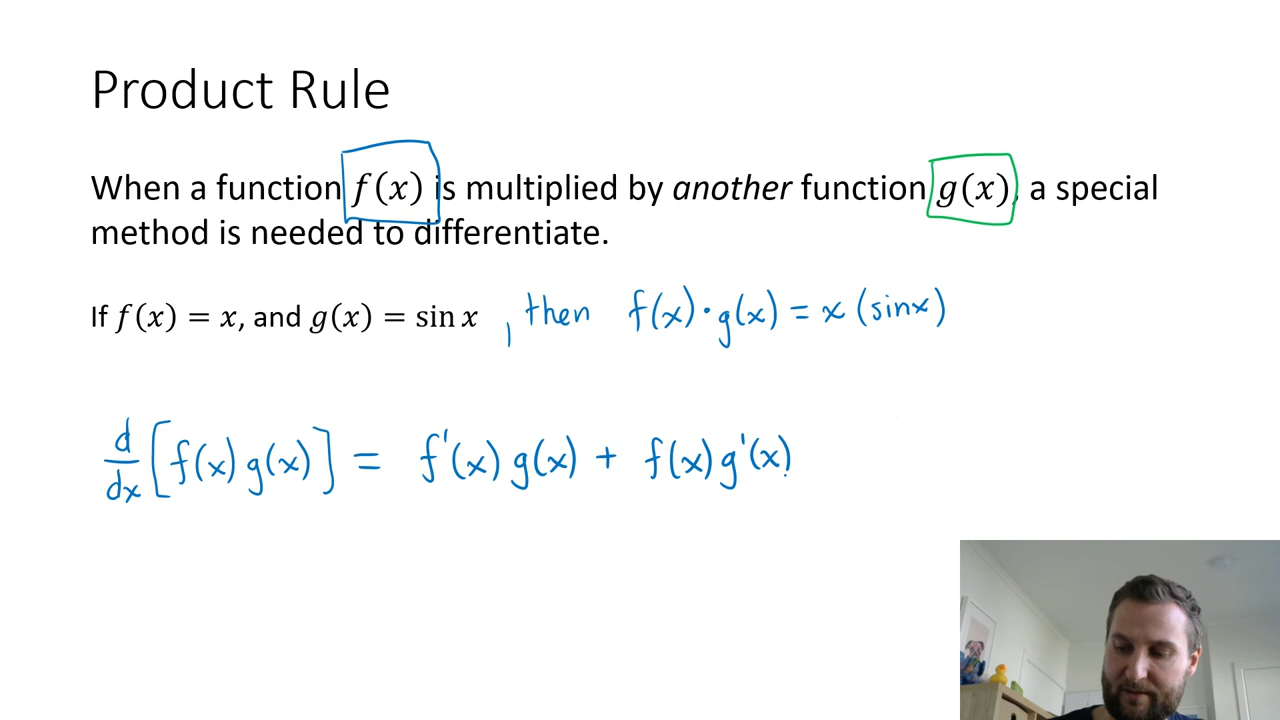 Product Rule
When a function f(x) is multiplied by another function g(x), a special
method is needed to differentiate.
If f(x) = x, and g(x) = sin x , then f(x)·g(x) = x (sinx)
d/dx [f(x) g(x)] = f'(x) g(x) + f(x) g'(x)